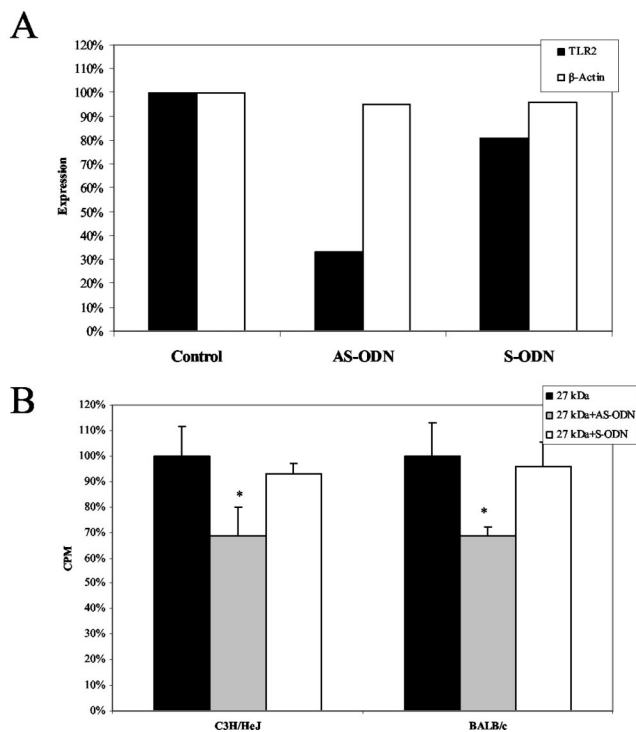 A
120%
110%
100%
90%
80%
70%
60%
50%
40%
30%
20%
10%
0%
Expression
TLR2
β-Actin
Control AS-ODN S-ODN
B
120%
110%
100%
90%
80%
70%
60%
50%
40%
30%
20%
10%
0%
CPM
27 kDa
27 kDa+AS-ODN
27 kDa+S-ODN
* *
C3H/HeJ BALB/c